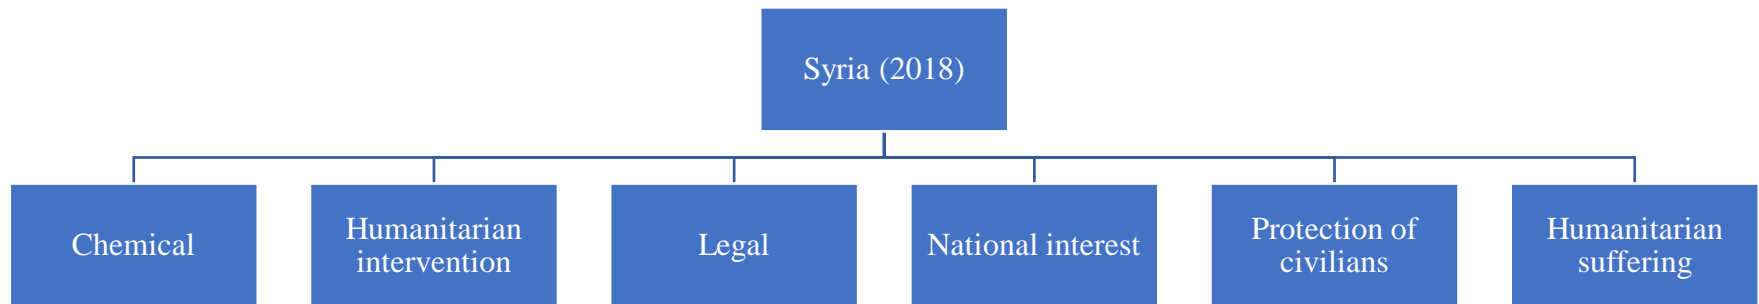 Syria (2018)
Chemical
Humanitarian
intervention
Legal
National interest
Protection of
civilians
Humanitarian
suffering